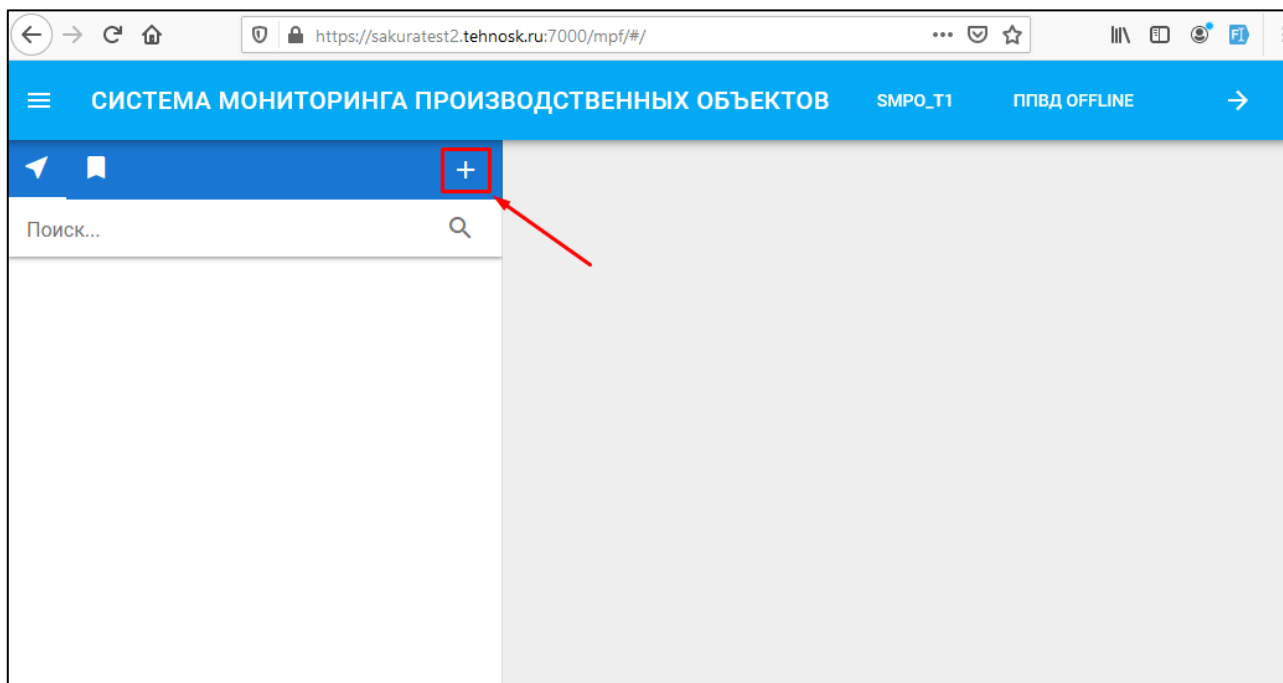 https://sakuratest2.tehnosk.ru:7000/mpf/#/
СИСТЕМА МОНИТОРИНГА ПРОИЗВОДСТВЕННЫХ ОБЪЕКТОВ SMPO_T1 ППВД OFFLINE
Поиск...